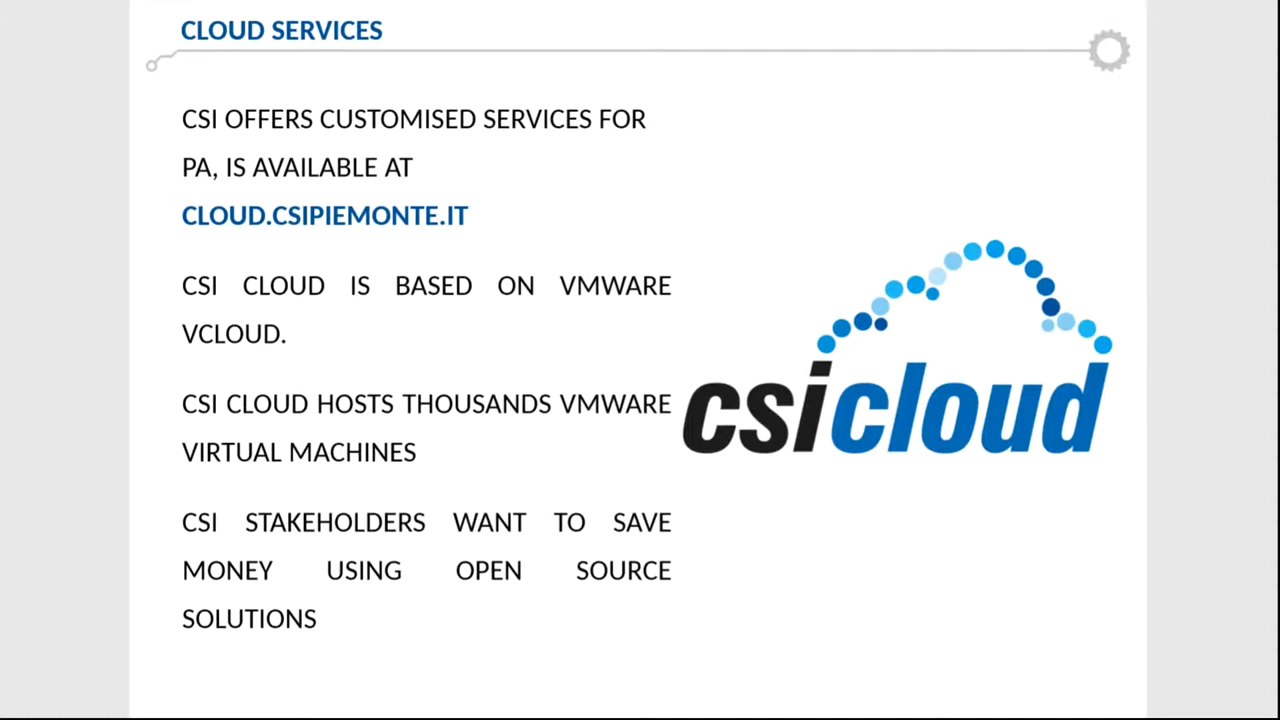 CLOUD SERVICES
CSI OFFERS CUSTOMISED SERVICES FOR
PA, IS AVAILABLE AT
CLOUD.CSIPIEMONTE.IT
CSI CLOUD IS BASED ON VMWARE
VCLOUD.
CSI CLOUD HOSTS THOUSANDS VMWARE
VIRTUAL MACHINES
CSI STAKEHOLDERS WANT TO SAVE
MONEY USING OPEN SOURCE
SOLUTIONS
csicloud